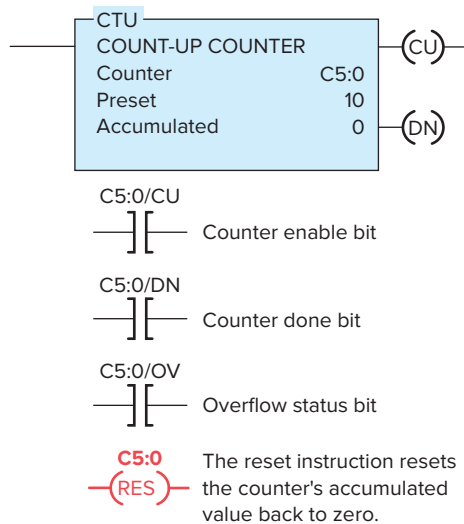 CTU
COUNT-UP COUNTER
Counter C5:0
Preset 10
Accumulated 0
CU
DN
C5:0/CU
Counter enable bit
C5:0/DN
Counter done bit
C5:0/OV
Overflow status bit
C5:0
RES
The reset instruction resets
the counter's accumulated
value back to zero.